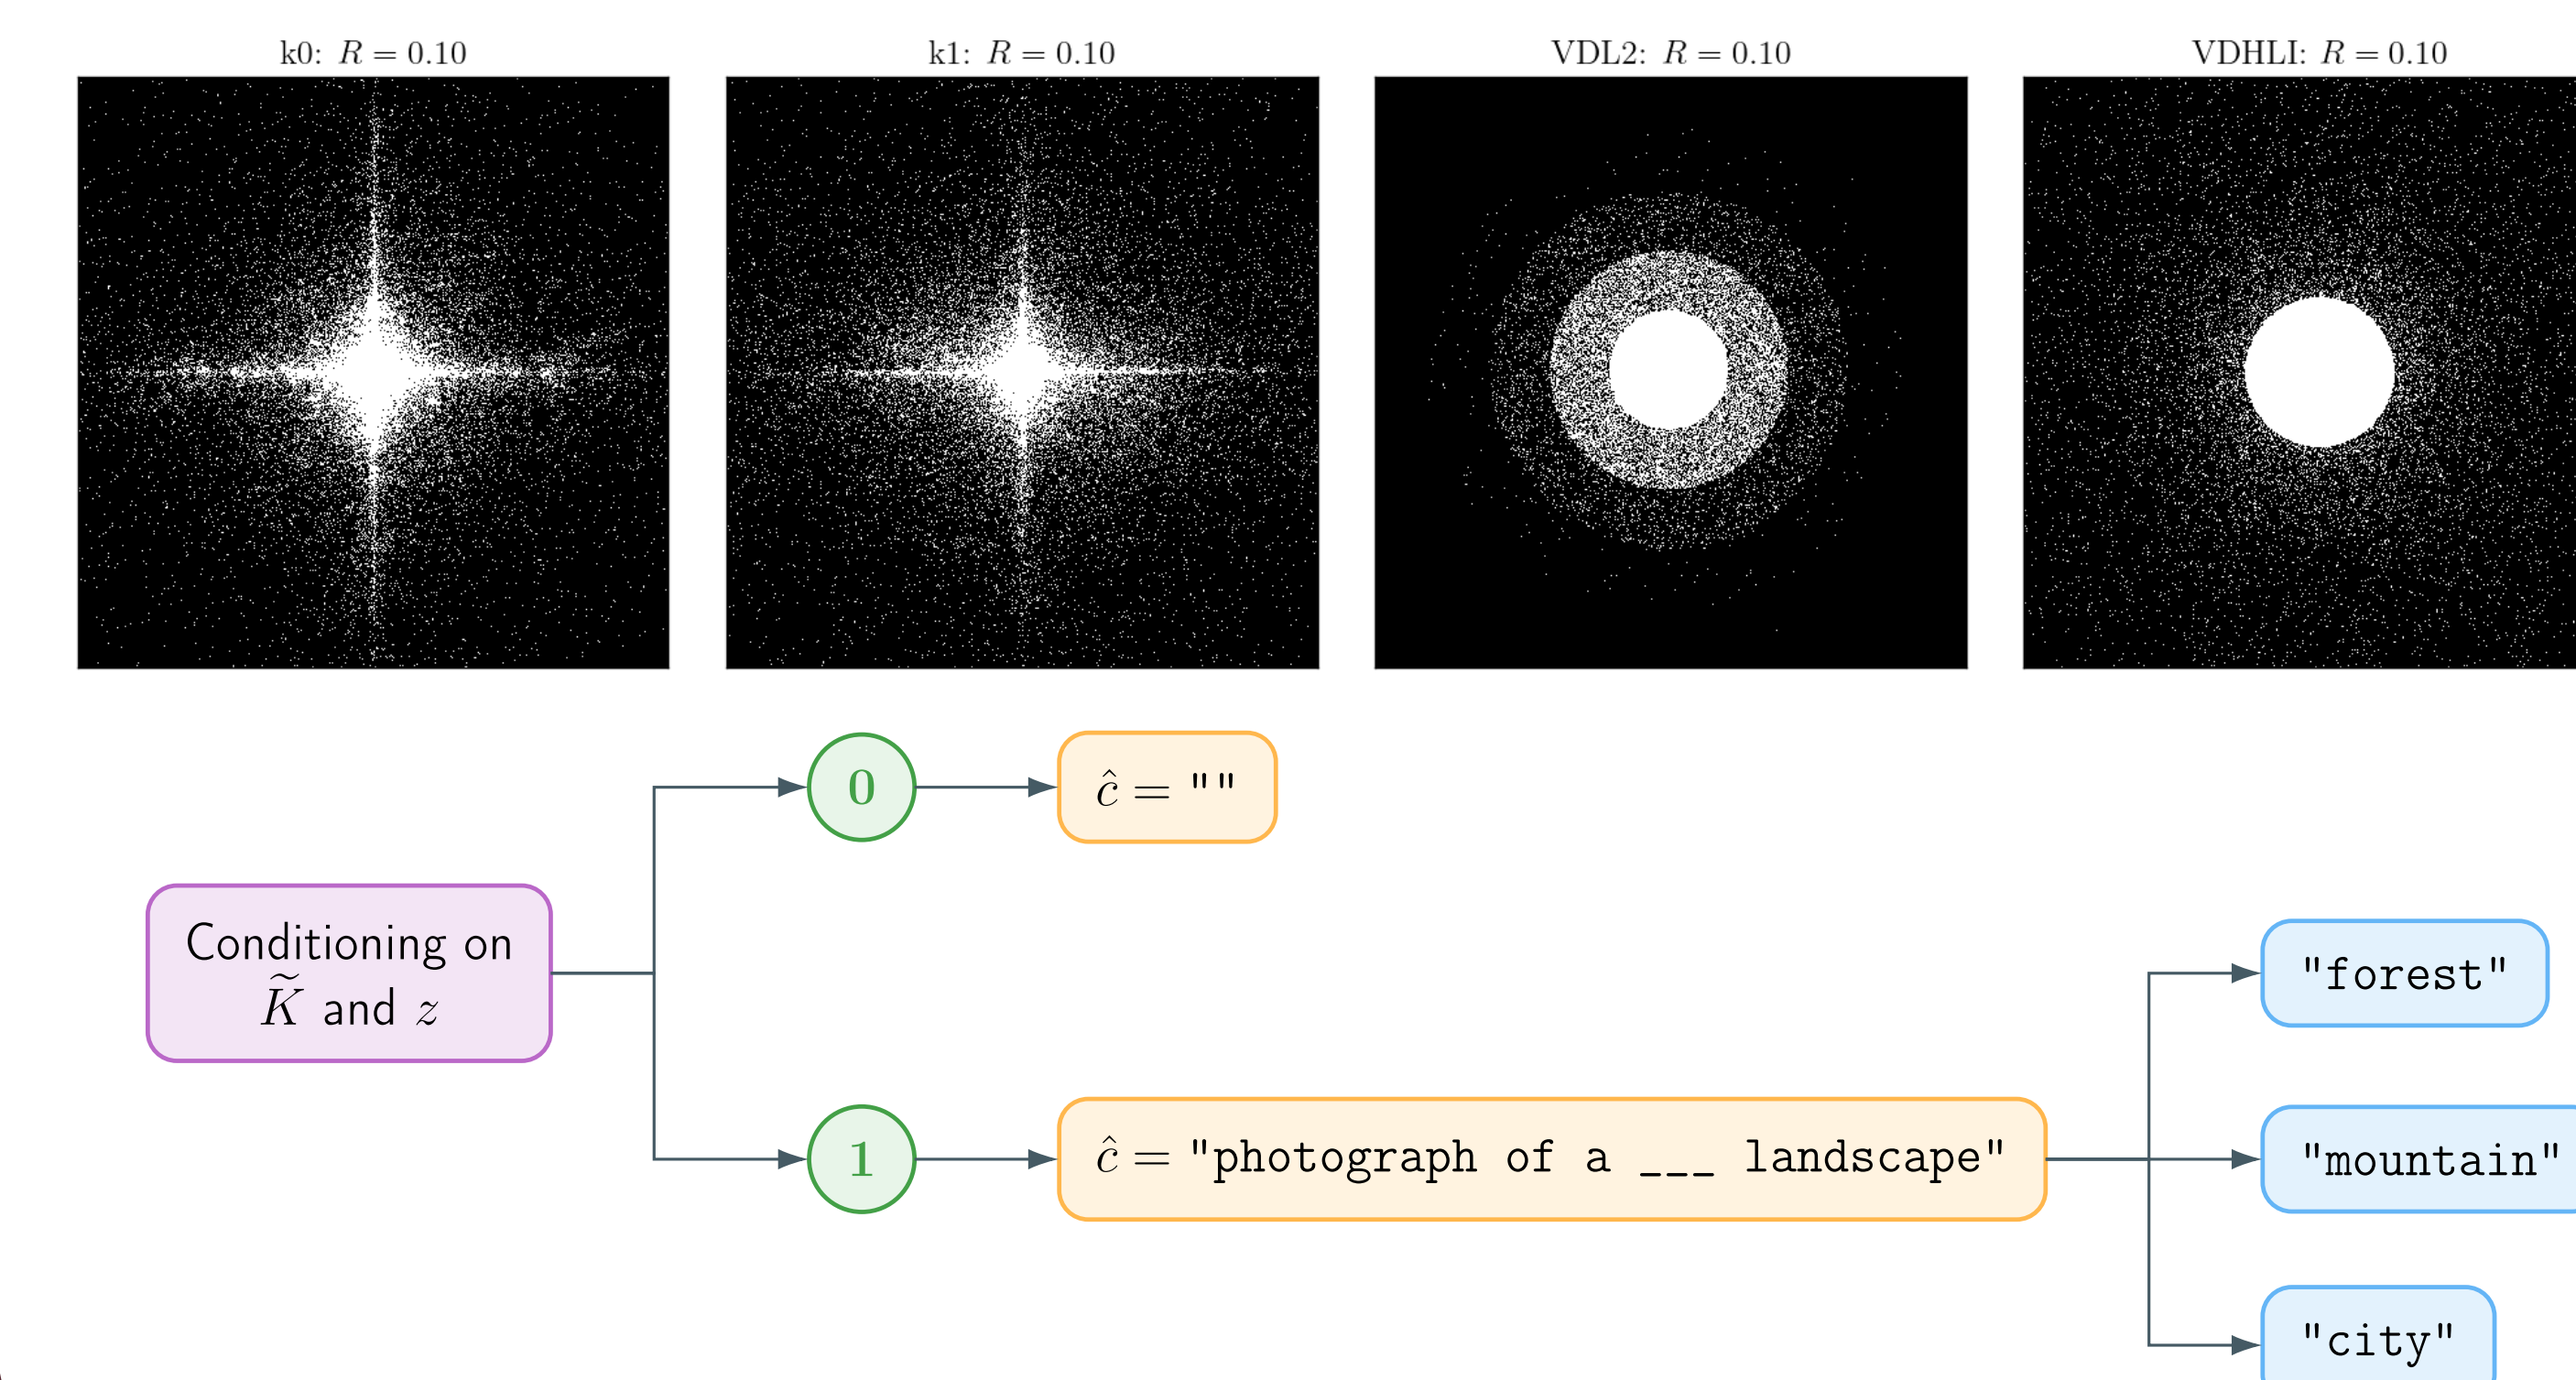 k0: R = 0.10
k1: R = 0.10
VDL2: R = 0.10
VDHLI: R = 0.10
0
ĉ = ""
Conditioning on
K̃ and z
1
ĉ = "photograph of a ___ landscape"
"forest"
"mountain"
"city"